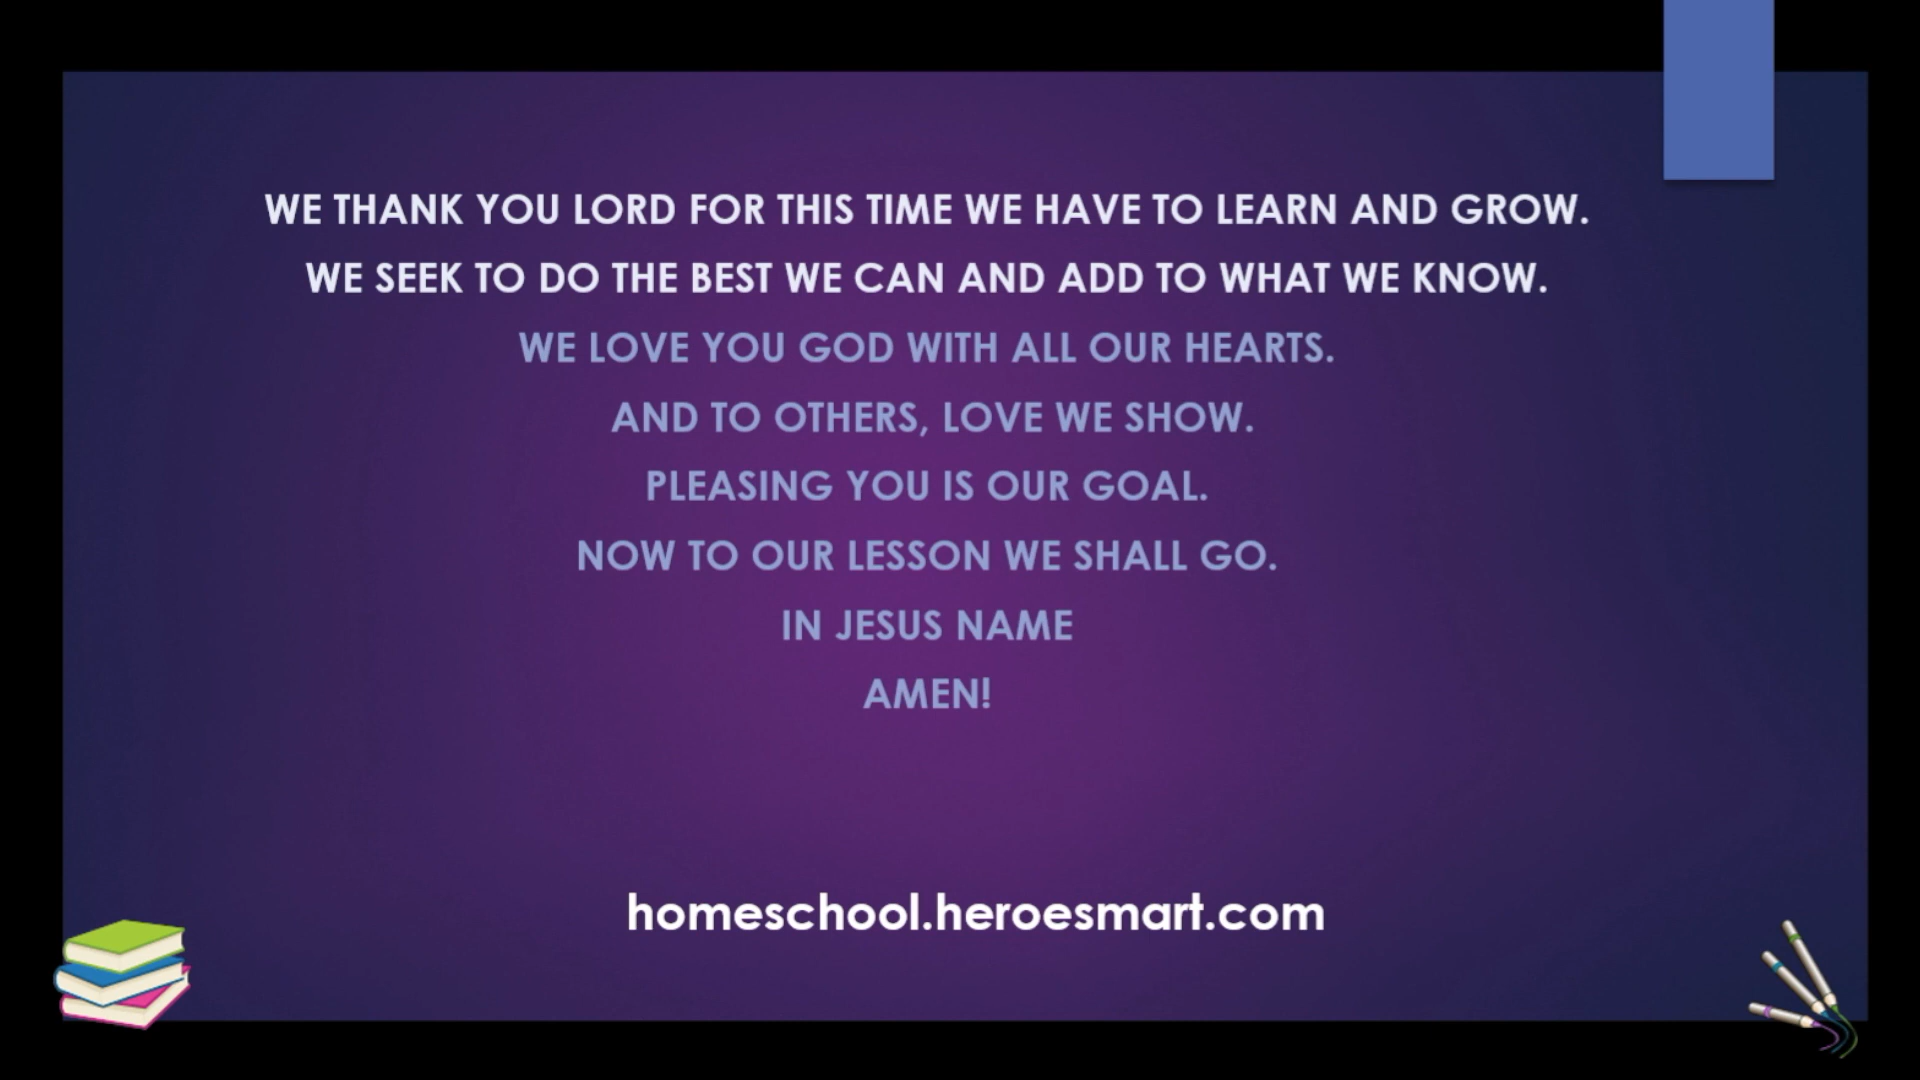 WE THANK YOU LORD FOR THIS TIME WE HAVE TO LEARN AND GROW.
WE SEEK TO DO THE BEST WE CAN AND ADD TO WHAT WE KNOW.
WE LOVE YOU GOD WITH ALL OUR HEARTS.
AND TO OTHERS, LOVE WE SHOW.
PLEASING YOU IS OUR GOAL.
NOW TO OUR LESSON WE SHALL GO.
IN JESUS NAME
AMEN!
homeschool.heroesmart.com